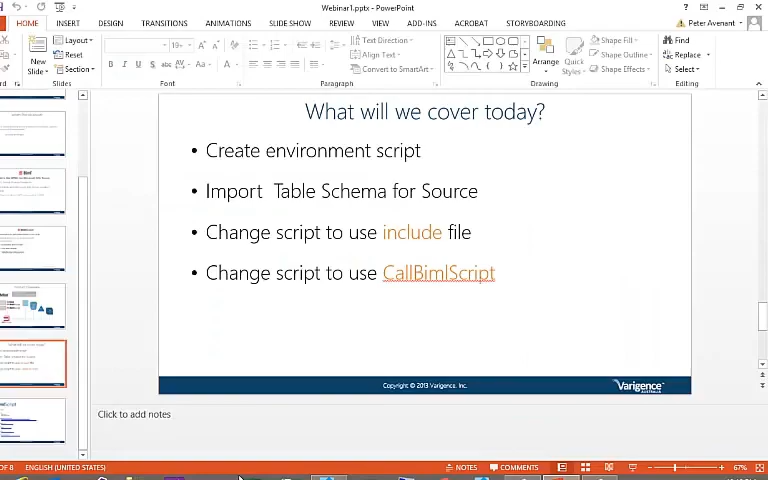 Webinar1.pptx - PowerPoint
HOME INSERT DESIGN TRANSITIONS ANIMATIONS SLIDE SHOW REVIEW VIEW ADD-INS ACROBAT STORYBOARDING
Peter Avenant
New Slide
Layout
Reset
Section
Slides
19
Font
Paragraph
Text Direction
Align Text
Convert to SmartArt
Arrange
Quick Styles
Shape Fill
Shape Outline
Shape Effects
Drawing
Find
Replace
Select
Editing
What will we cover today?
• Create environment script
• Import Table Schema for Source
• Change script to use include file
• Change script to use CallBimlScript
Copyright © 2013 Varigence, Inc.
Varigence
AUSTRALIA
Click to add notes
OF 8 ENGLISH (UNITED STATES)
NOTES COMMENTS 67%